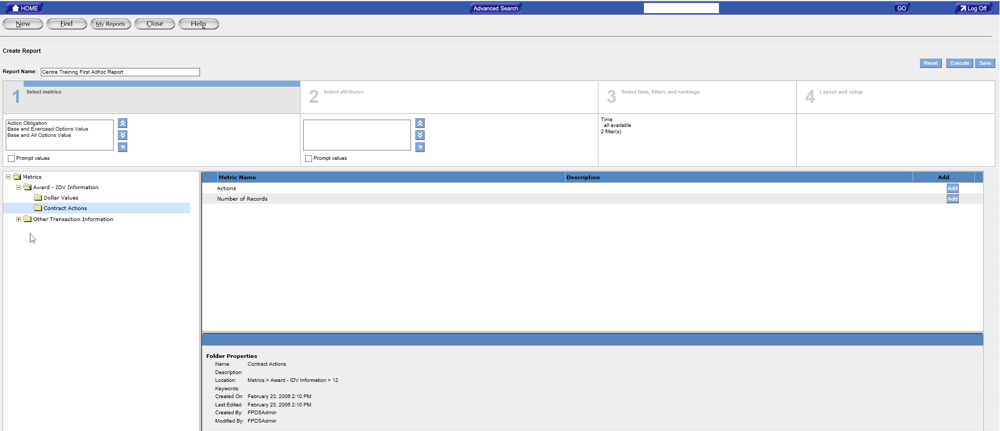 HOME Advanced Search GO Log Off
New Find My Reports Close Help
Create Report
Reset Execute Save
Report Name: Centre Training First Adhoc Report
1 Select metrics 2 Select attributes 3 Select time, filters and rankings 4 Layout and setup
Action Obligation
Base and Exercised Options Value
Base and All Options Value
Prompt values
Prompt values
Time
all available
2 filter(s)
Metrics
Award - IDV Information
Dollar Values
Contract Actions
Other Transaction Information
Metric Name Description Add
Actions Add
Number of Records Add
Folder Properties
Name: Contract Actions
Description:
Location: Metrics > Award - IDV Information > 12
Keywords:
Created On: February 23, 2006 2:10 PM
Last Edited: February 23, 2006 2:10 PM
Created By: FPDSAdmin
Modified By: FPDSAdmin